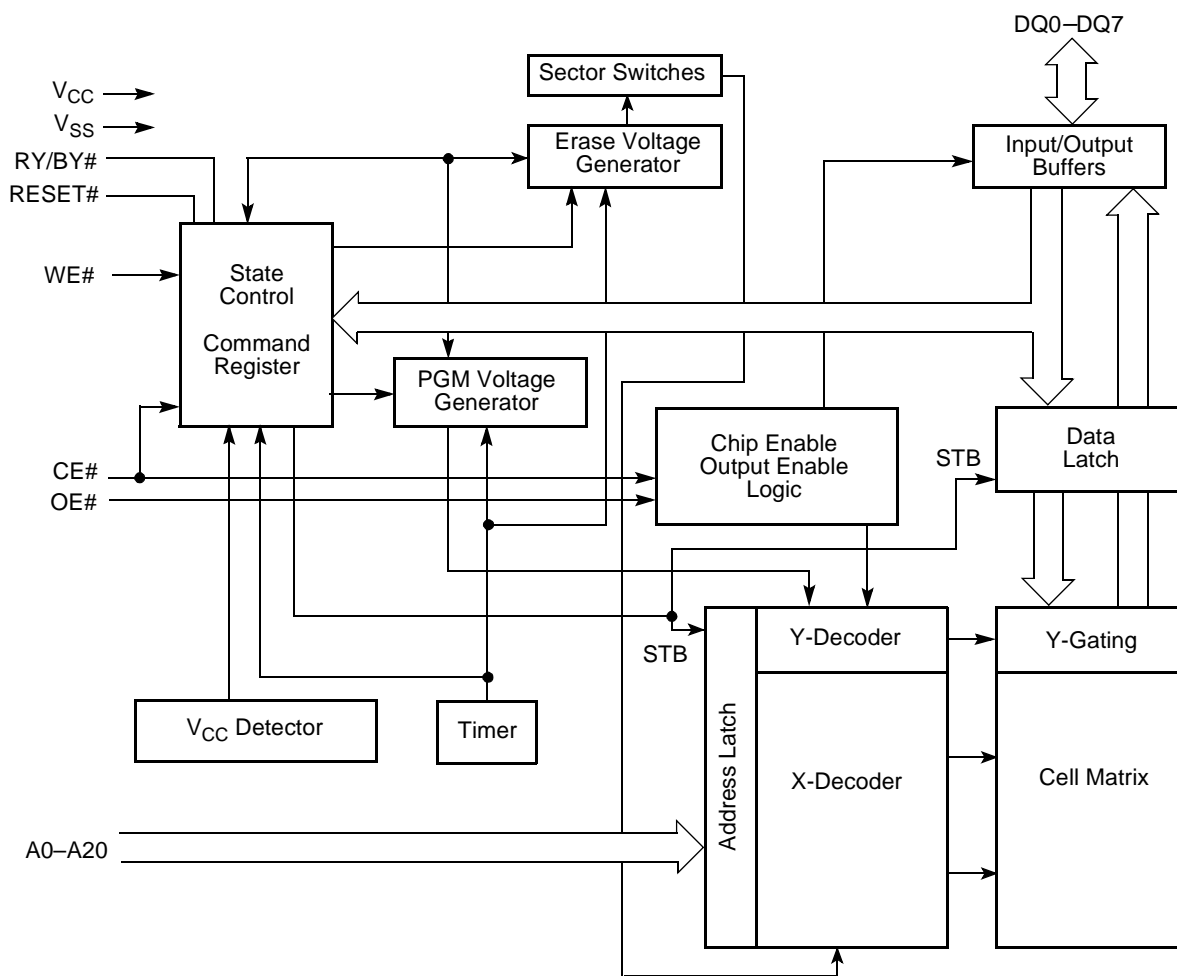 DQ0–DQ7
Sector Switches
VCC
VSS
RY/BY#
RESET#
Erase Voltage
Generator
Input/Output
Buffers
WE#
State
Control
Command
Register
PGM Voltage
Generator
Chip Enable
Output Enable
Logic
STB
Data
Latch
CE#
OE#
STB
Y-Decoder
Y-Gating
VCC Detector
Timer
Address Latch
X-Decoder
Cell Matrix
A0–A20